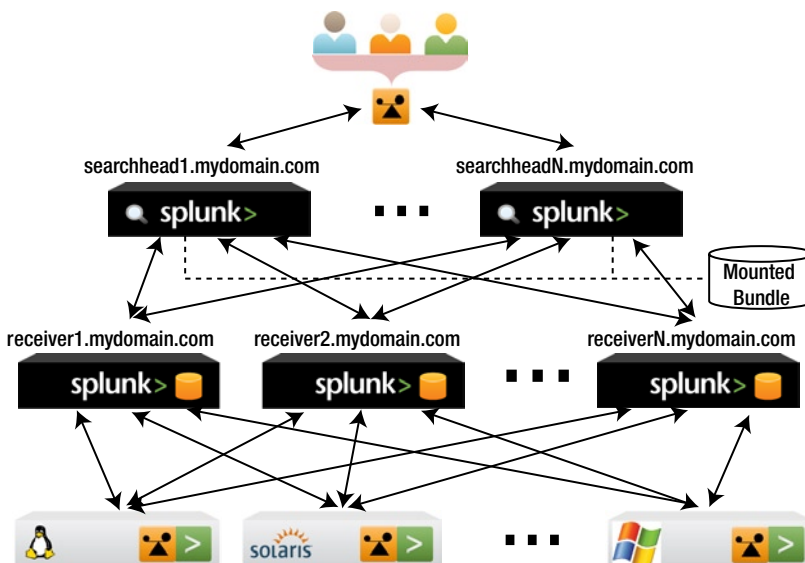 searchhead1.mydomain.com
searchheadN.mydomain.com
splunk>
splunk>
Mounted
Bundle
receiver1.mydomain.com
receiver2.mydomain.com
receiverN.mydomain.com
splunk>
splunk>
splunk>
>
solaris
>
>